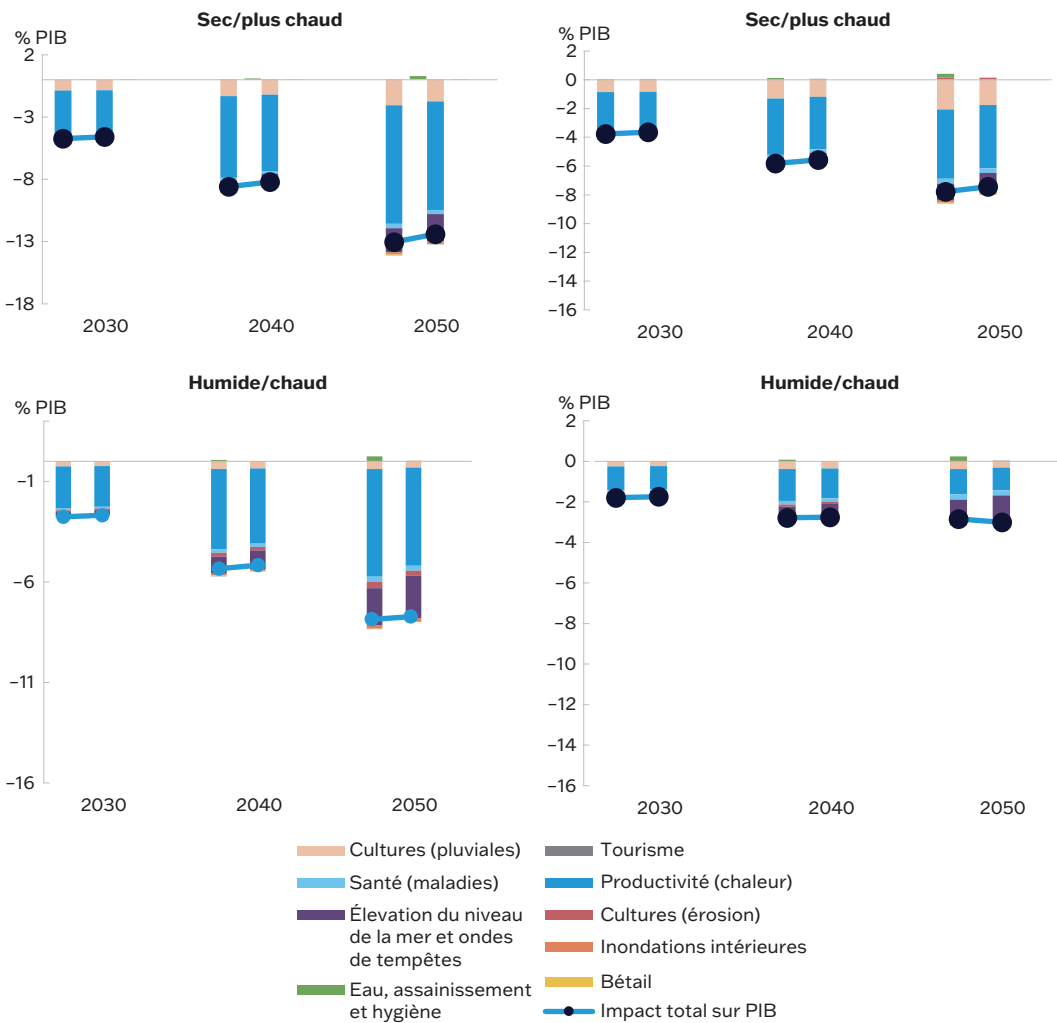 Sec/plus chaud
% PIB
2
−3
−8
−13
−18
2030
2040
2050
Sec/plus chaud
% PIB
2
0
−2
−4
−6
−8
−10
−12
−14
−16
2030
2040
2050
Humide/chaud
% PIB
−1
−6
−11
−16
2030
2040
2050
Humide/chaud
% PIB
2
0
−2
−4
−6
−8
−10
−12
−14
−16
2030
2040
2050
Cultures (pluviales)
Santé (maladies)
Élevation du niveau
de la mer et ondes
de tempêtes
Eau, assainissement
et hygiène
Tourisme
Productivité (chaleur)
Cultures (érosion)
Inondations intérieures
Bétail
Impact total sur PIB